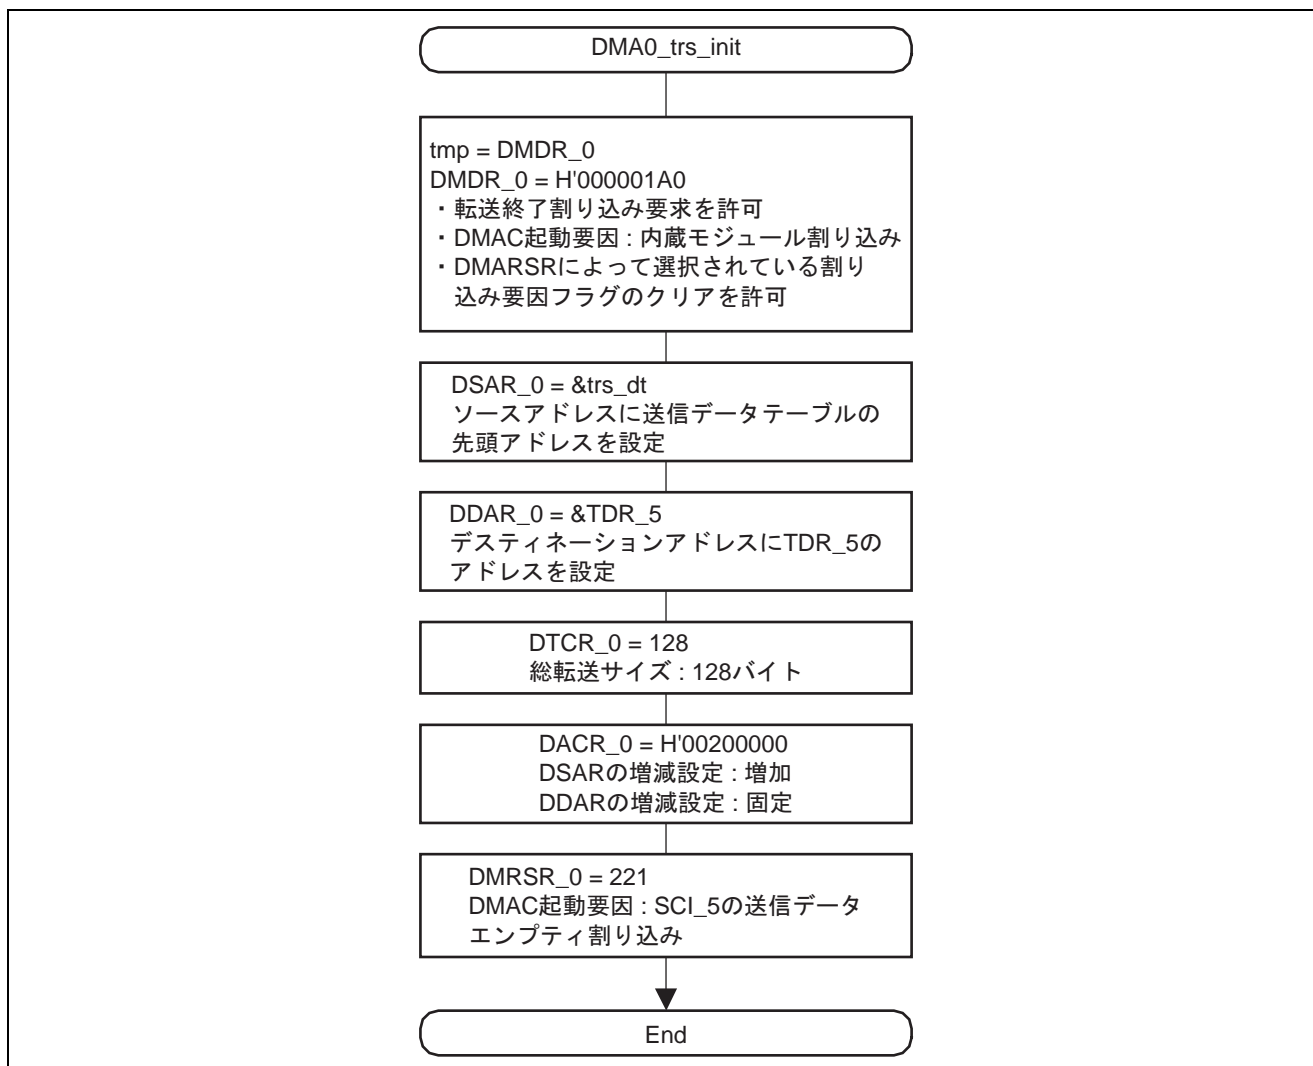 DMA0_trs_init
tmp = DMDR_0
DMDR_0 = H'000001A0
・転送終了割り込み要求を許可
・DMAC起動要因 : 内蔵モジュール割り込み
・DMARSRによって選択されている割り
込み要因フラグのクリアを許可
DSAR_0 = &trs_dt
ソースアドレスに送信データテーブルの
先頭アドレスを設定
DDAR_0 = &TDR_5
デスティネーションアドレスにTDR_5の
アドレスを設定
DTCR_0 = 128
総転送サイズ : 128バイト
DACR_0 = H'00200000
DSARの増減設定 : 増加
DDARの増減設定 : 固定
DMRSR_0 = 221
DMAC起動要因 : SCI_5の送信データ
エンプティ割り込み
End